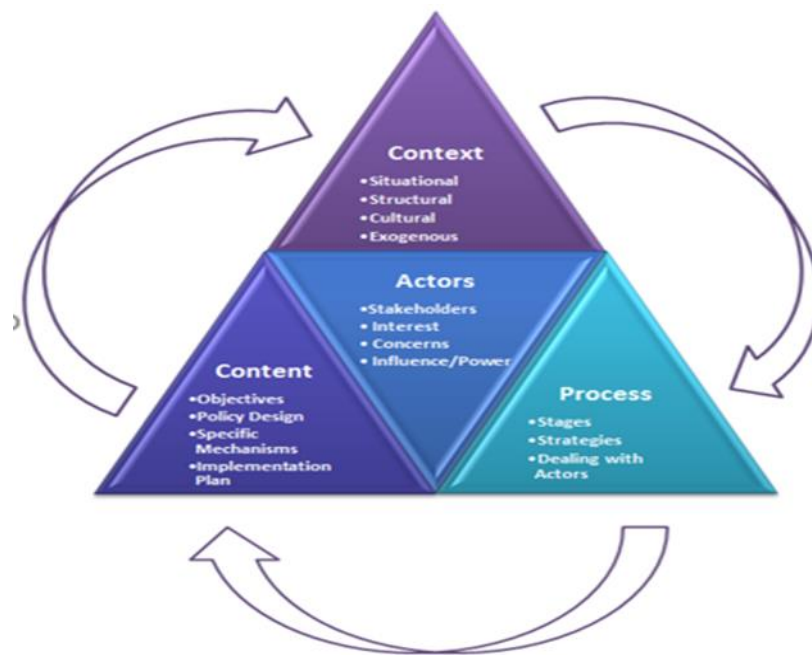 Context
•Situational
•Structural
•Cultural
•Exogenous
Actors
•Stakeholders
• Interest
• Concerns
• Influence/Power
Content
•Objectives
•Policy Design
•Specific
Mechanisms
•Implementation
Plan
Process
• Stages
• Strategies
•Dealing with
Actors